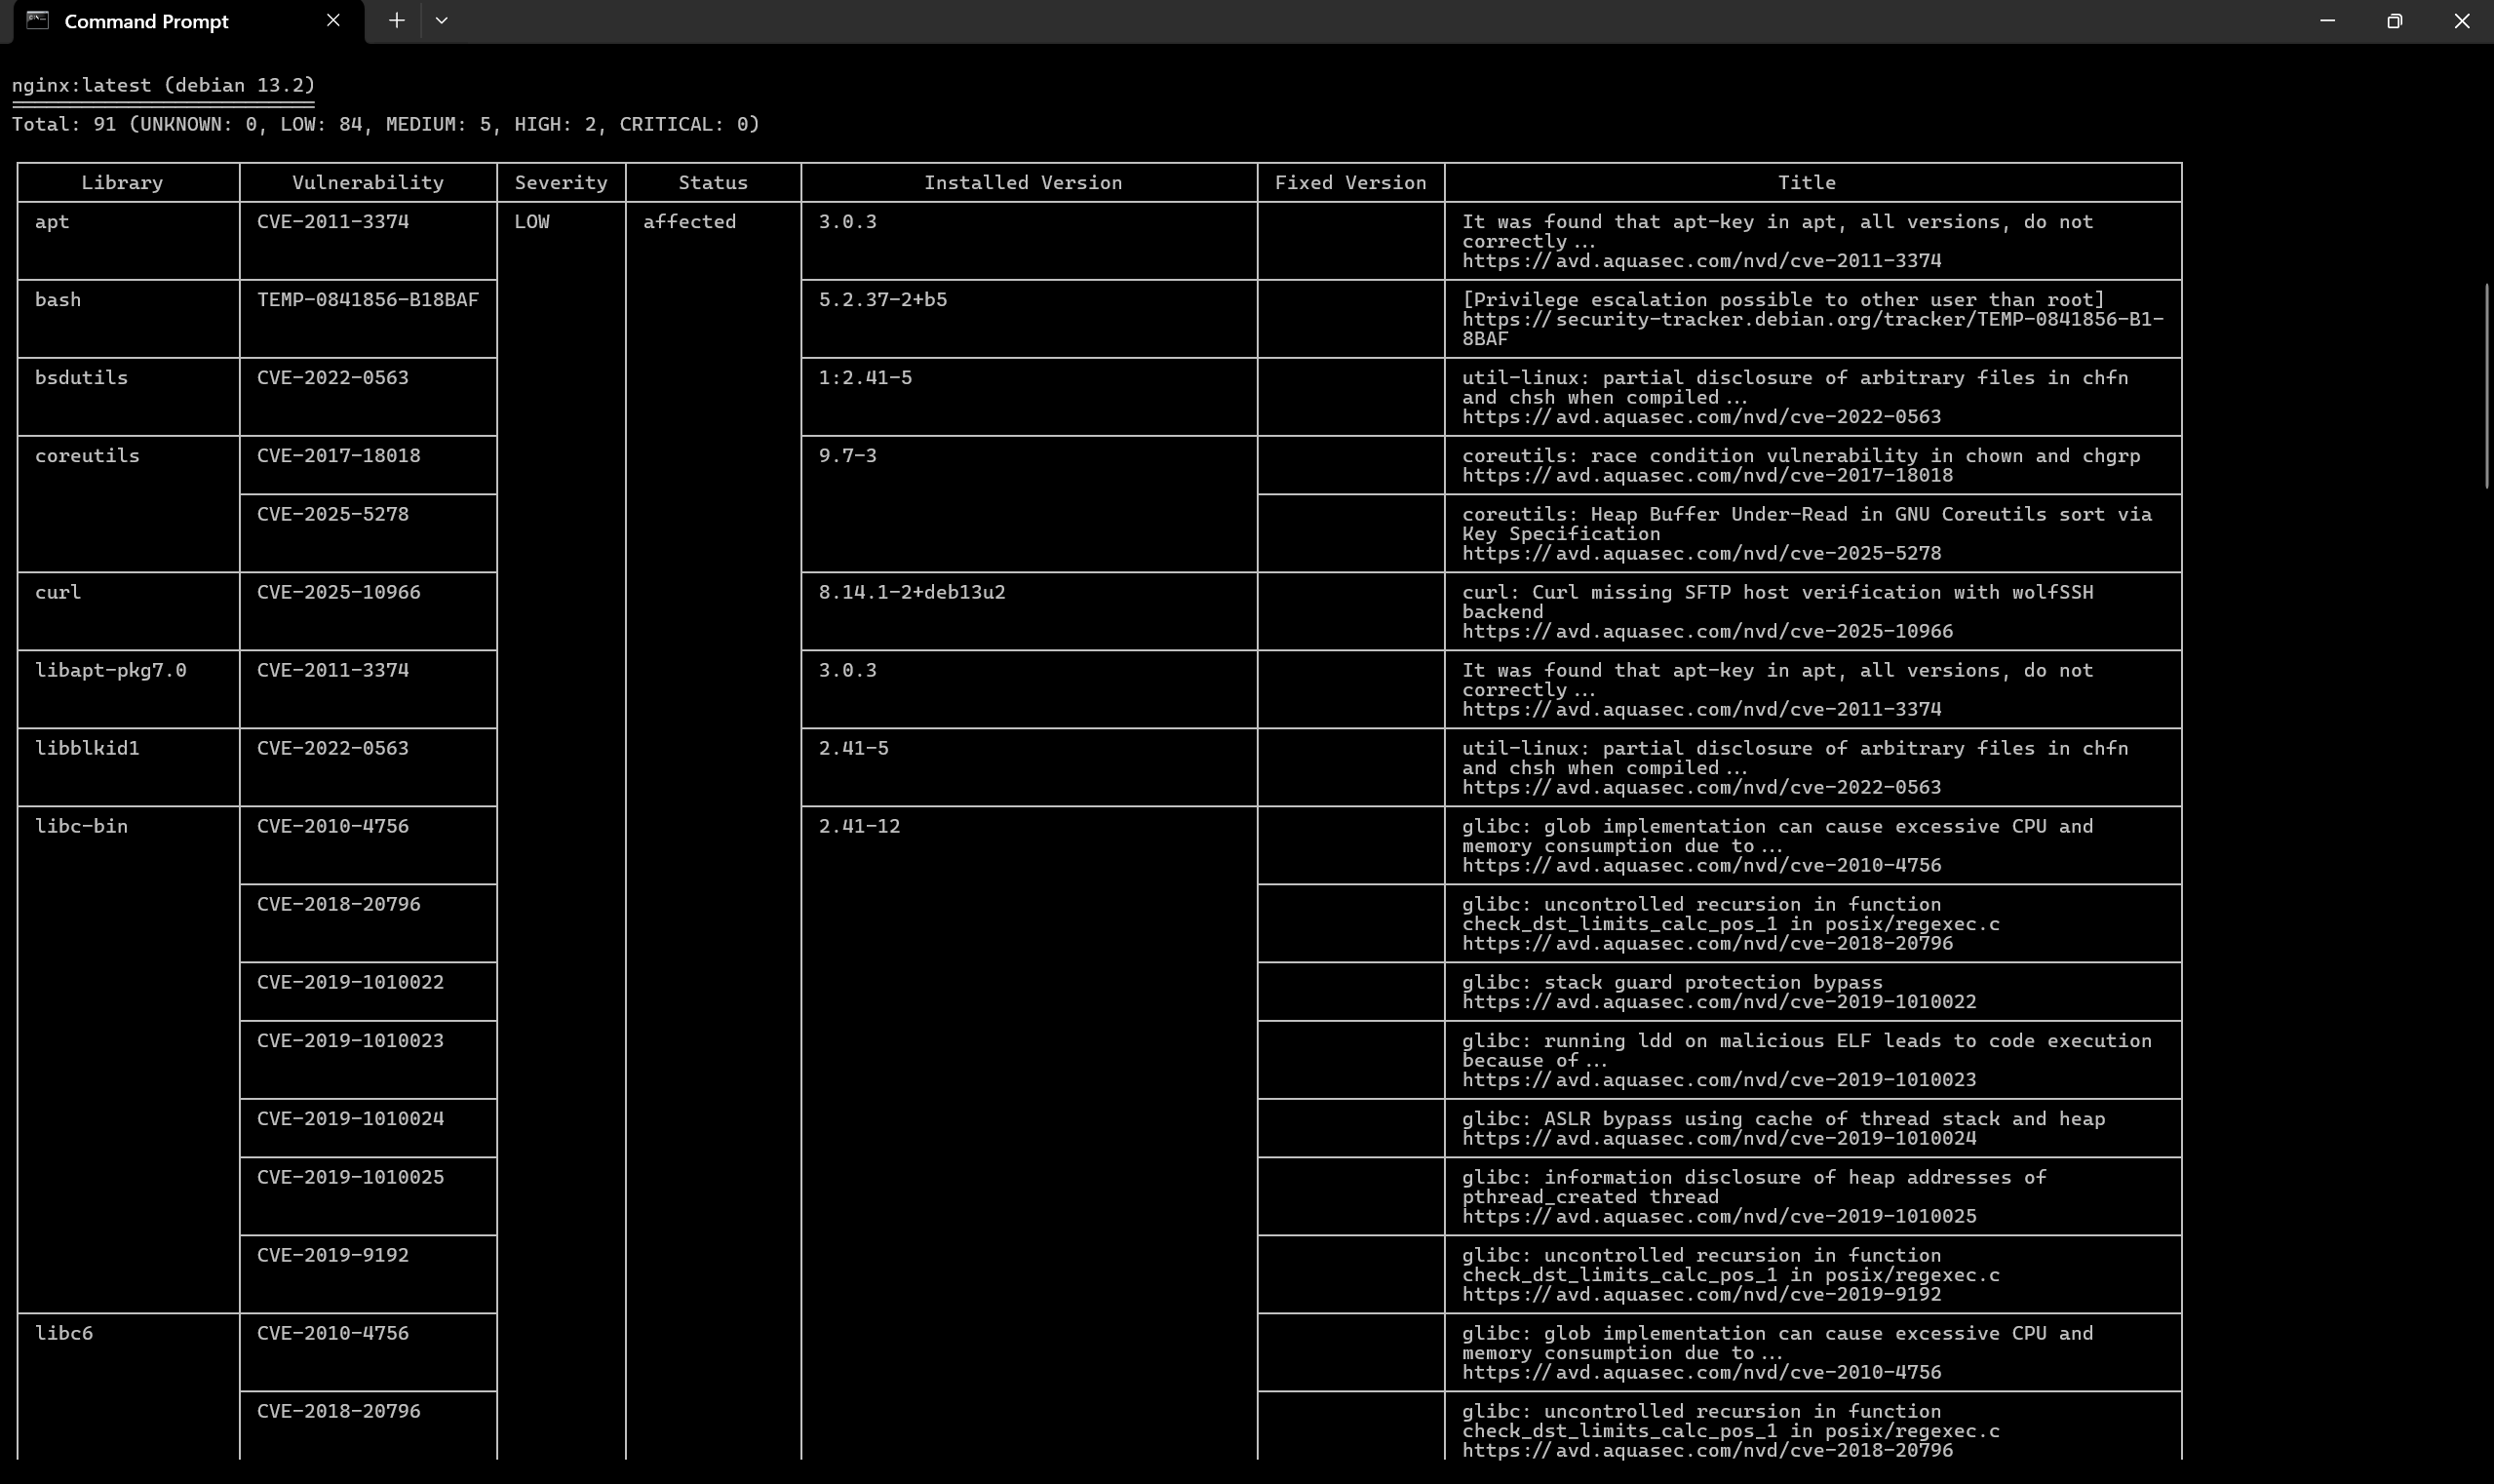 Command Prompt
nginx:latest (debian 13.2)
Total: 91 (UNKNOWN: 0, LOW: 84, MEDIUM: 5, HIGH: 2, CRITICAL: 0)
Library Vulnerability Severity Status Installed Version Fixed Version Title
apt CVE-2011-3374 LOW affected 3.0.3 It was found that apt-key in apt, all versions, do not
correctly...
https://avd.aquasec.com/nvd/cve-2011-3374
bash TEMP-0841856-B18BAF 5.2.37-2+b5 [Privilege escalation possible to other user than root]
https://security-tracker.debian.org/tracker/TEMP-0841856-B1-
8BAF
bsdutils CVE-2022-0563 1:2.41-5 util-linux: partial disclosure of arbitrary files in chfn
and chsh when compiled...
https://avd.aquasec.com/nvd/cve-2022-0563
coreutils CVE-2017-18018 9.7-3 coreutils: race condition vulnerability in chown and chgrp
https://avd.aquasec.com/nvd/cve-2017-18018
CVE-2025-5278 coreutils: Heap Buffer Under-Read in GNU Coreutils sort via
Key Specification
https://avd.aquasec.com/nvd/cve-2025-5278
curl CVE-2025-10966 8.14.1-2+deb13u2 curl: Curl missing SFTP host verification with wolfSSH
backend
https://avd.aquasec.com/nvd/cve-2025-10966
libapt-pkg7.0 CVE-2011-3374 3.0.3 It was found that apt-key in apt, all versions, do not
correctly...
https://avd.aquasec.com/nvd/cve-2011-3374
libblkid1 CVE-2022-0563 2.41-5 util-linux: partial disclosure of arbitrary files in chfn
and chsh when compiled...
https://avd.aquasec.com/nvd/cve-2022-0563
libc-bin CVE-2010-4756 2.41-12 glibc: glob implementation can cause excessive CPU and
memory consumption due to...
https://avd.aquasec.com/nvd/cve-2010-4756
CVE-2018-20796 glibc: uncontrolled recursion in function
check_dst_limits_calc_pos_1 in posix/regexec.c
https://avd.aquasec.com/nvd/cve-2018-20796
CVE-2019-1010022 glibc: stack guard protection bypass
https://avd.aquasec.com/nvd/cve-2019-1010022
CVE-2019-1010023 glibc: running ldd on malicious ELF leads to code execution
because of...
https://avd.aquasec.com/nvd/cve-2019-1010023
CVE-2019-1010024 glibc: ASLR bypass using cache of thread stack and heap
https://avd.aquasec.com/nvd/cve-2019-1010024
CVE-2019-1010025 glibc: information disclosure of heap addresses of
pthread_created thread
https://avd.aquasec.com/nvd/cve-2019-1010025
CVE-2019-9192 glibc: uncontrolled recursion in function
check_dst_limits_calc_pos_1 in posix/regexec.c
https://avd.aquasec.com/nvd/cve-2019-9192
libc6 CVE-2010-4756 glibc: glob implementation can cause excessive CPU and
memory consumption due to...
https://avd.aquasec.com/nvd/cve-2010-4756
CVE-2018-20796 glibc: uncontrolled recursion in function
check_dst_limits_calc_pos_1 in posix/regexec.c
https://avd.aquasec.com/nvd/cve-2018-20796